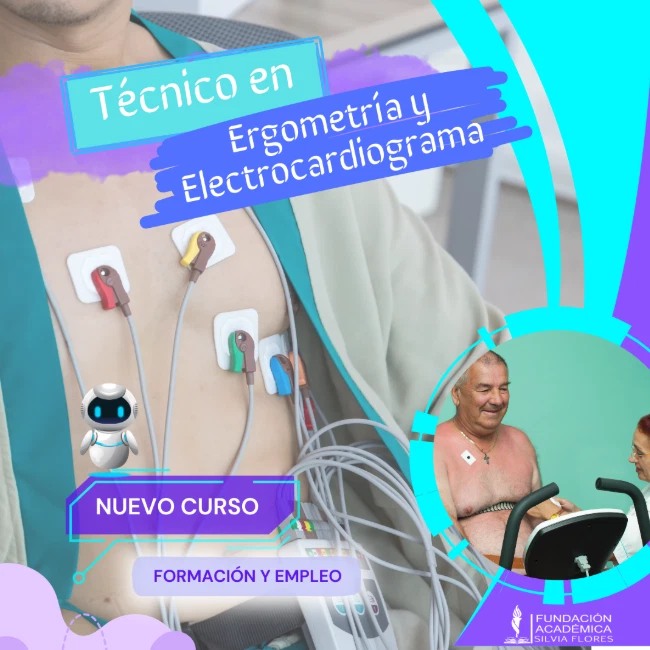 Técnico en
Ergometría y
Electrocardiograma
NUEVO CURSO
FORMACIÓN Y EMPLEO
FUNDACIÓN
ACADÉMICA
SILVIA FLORES